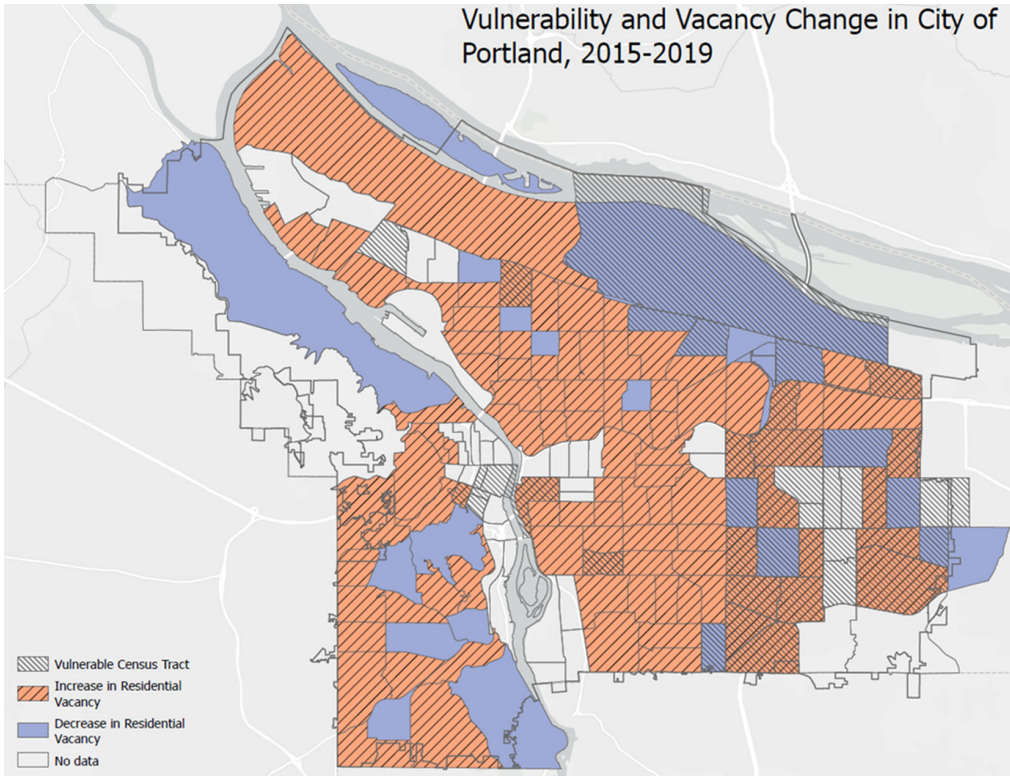 Vulnerability and Vacancy Change in City of
Portland, 2015-2019
Vulnerable Census Tract
Increase in Residential
Vacancy
Decrease in Residential
Vacancy
No data